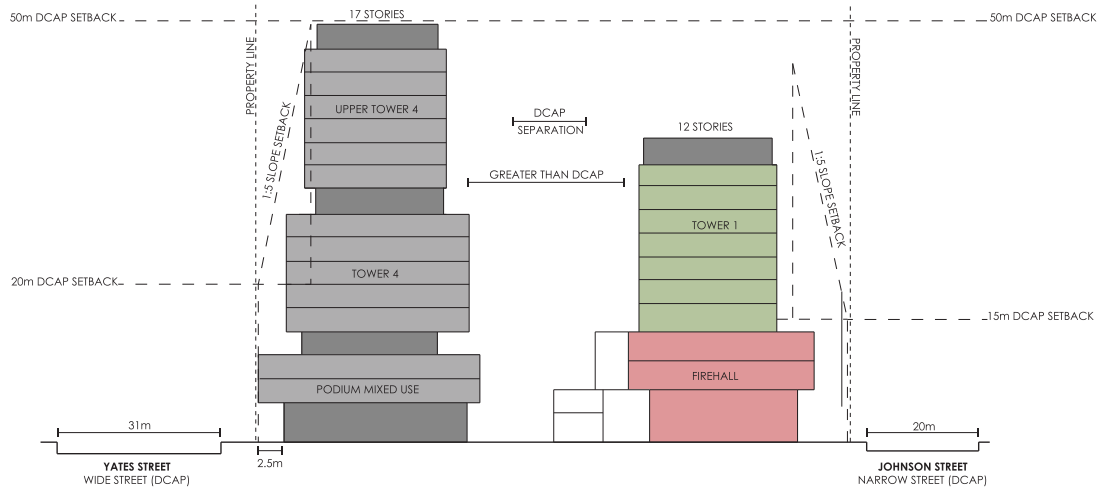 17 STORIES
50m DCAP SETBACK
50m DCAP SETBACK
PROPERTY LINE
PROPERTY LINE
1:5 SLOPE SETBACK
UPPER TOWER 4
DCAP
SEPARATION
12 STORIES
GREATER THAN DCAP
1:5 SLOPE SETBACK
TOWER 1
TOWER 4
20m DCAP SETBACK
15m DCAP SETBACK
FIREHALL
PODIUM MIXED USE
31m
20m
2.5m
YATES STREET
WIDE STREET (DCAP)
JOHNSON STREET
NARROW STREET (DCAP)